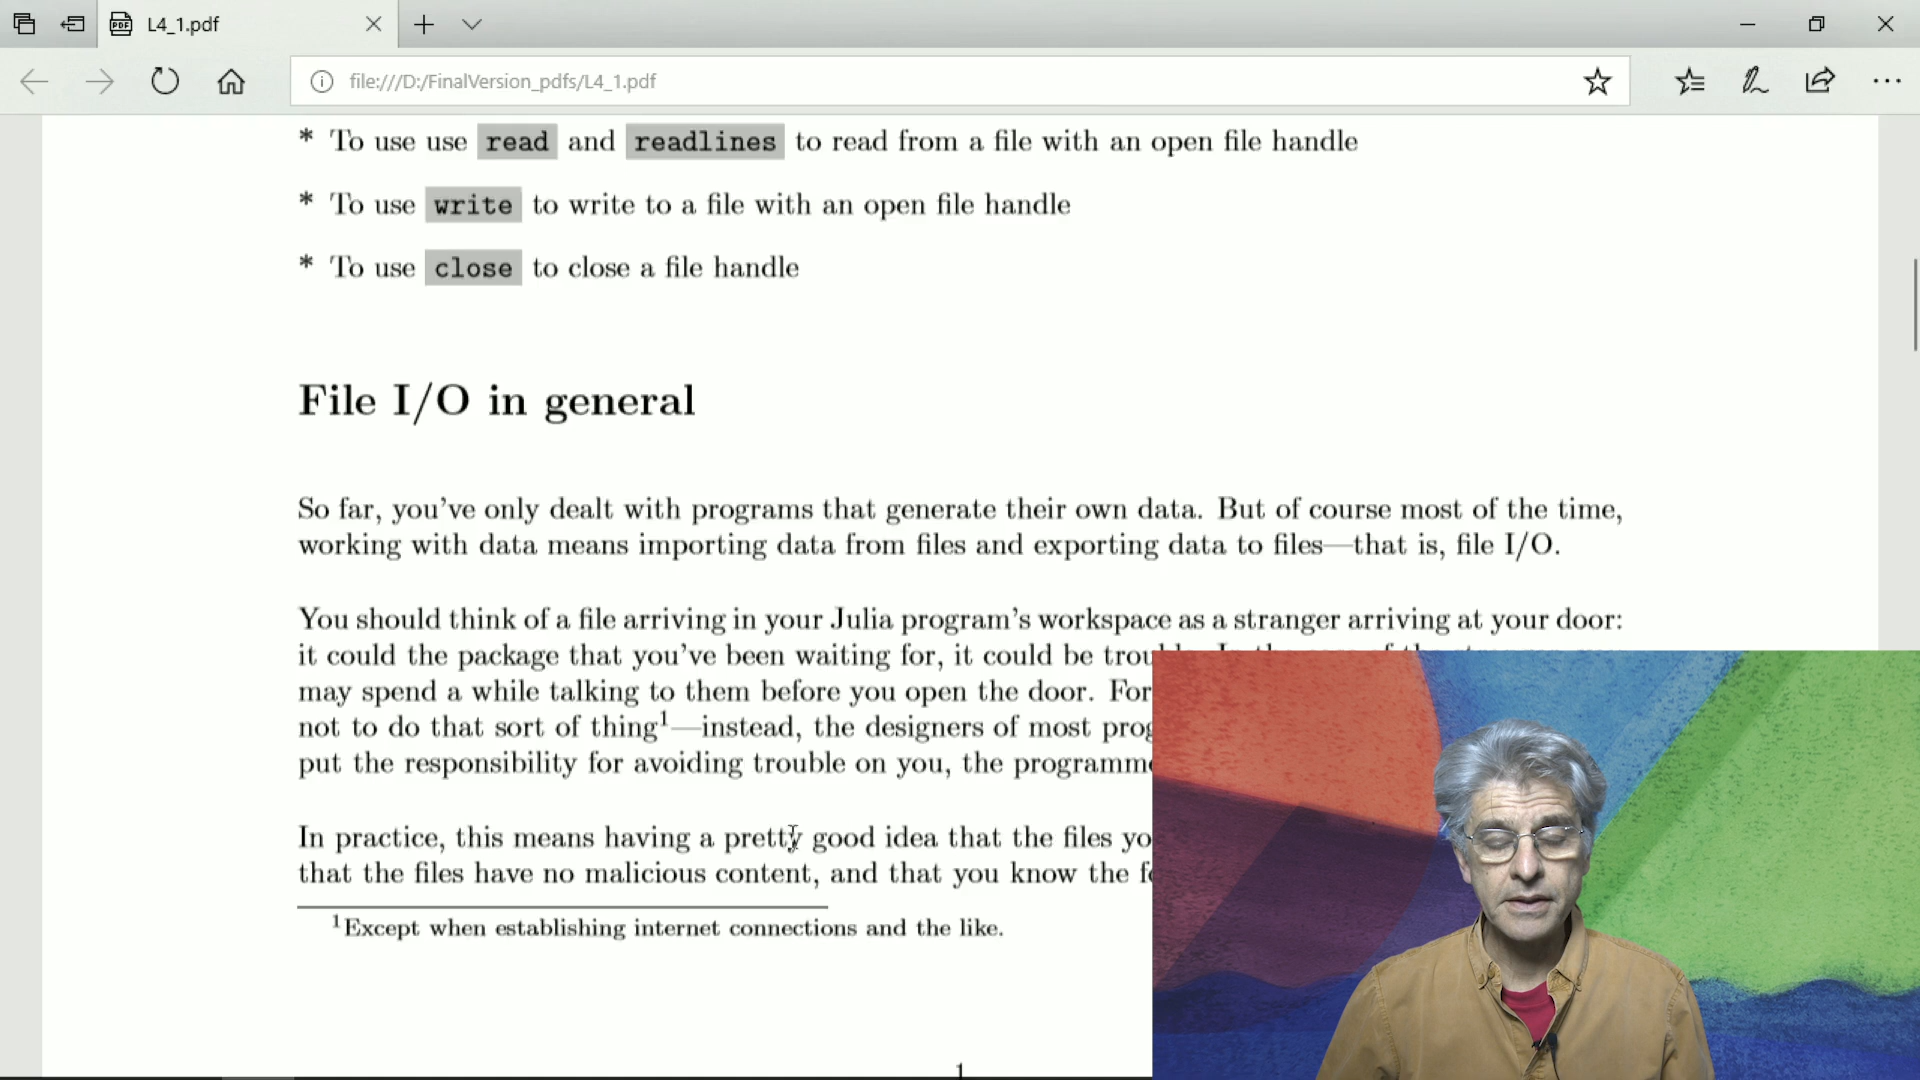 L4_1.pdf
file:///D:/FinalVersion_pdfs/L4_1.pdf
* To use use read and readlines to read from a file with an open file handle
* To use write to write to a file with an open file handle
* To use close to close a file handle
File I/O in general
So far, you've only dealt with programs that generate their own data. But of course most of the time,
working with data means importing data from files and exporting data to files—that is, file I/O.
You should think of a file arriving in your Julia program's workspace as a stranger arriving at your door:
it could the package that you've been waiting for, it could be
may spend a while talking to them before you open the door. For
not to do that sort of thing¹—instead, the designers of most
put the responsibility for avoiding trouble on you, the
In practice, this means having a pretty good idea that the files
that the files have no malicious content, and that you know the
¹Except when establishing internet connections and the like.
1